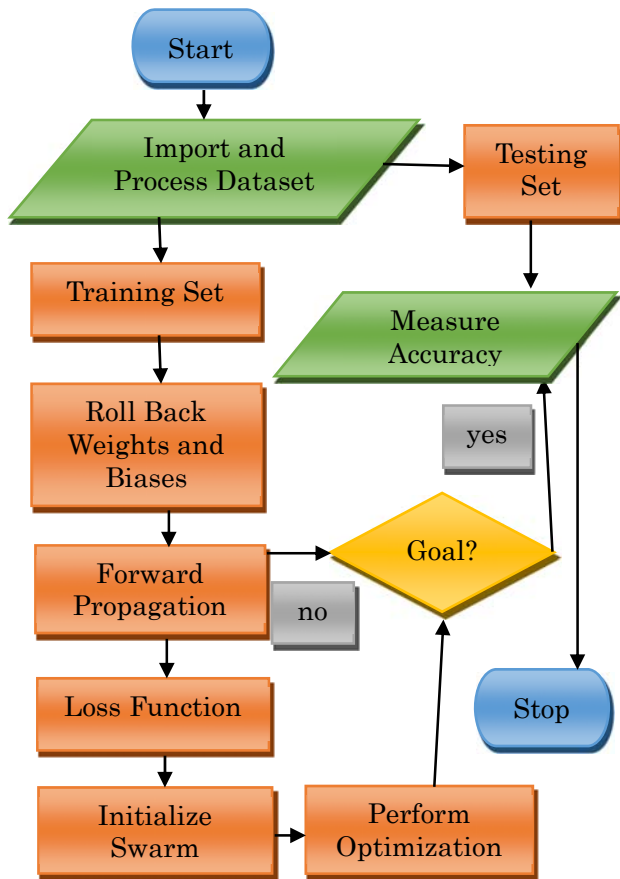 Start
Import and
Process Dataset
Testing
Set
Training Set
Measure
Accuracy
Roll Back
Weights and
Biases
yes
Goal?
Forward
Propagation
no
Loss Function
Stop
Initialize
Swarm
Perform
Optimization